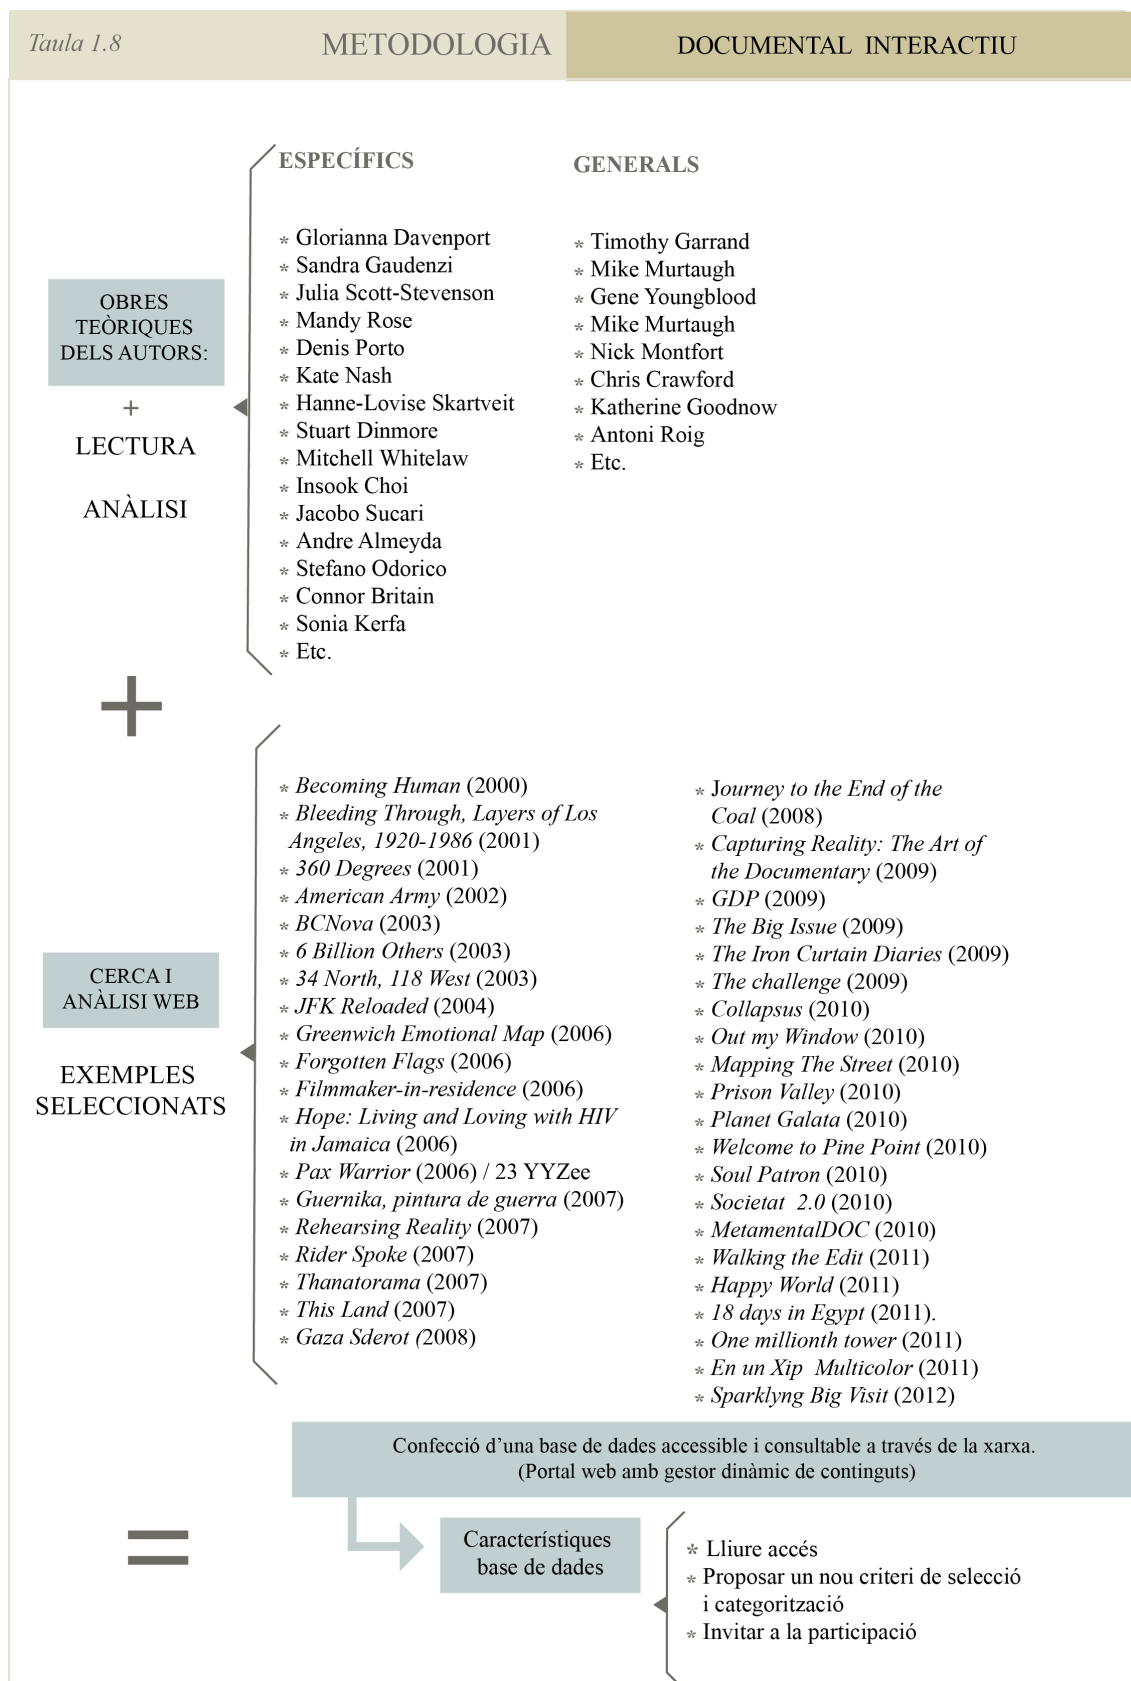 Taula 1.8
METODOLOGIA
DOCUMENTAL INTERACTIU
OBRES
TEÒRIQUES
DELS AUTORS:
+
LECTURA
ANÀLISI
ESPECÍFICS
* Glorianna Davenport
* Sandra Gaudenzi
* Julia Scott-Stevenson
* Mandy Rose
* Denis Porto
* Kate Nash
* Hanne-Lovise Skartveit
* Stuart Dinmore
* Mitchell Whitelaw
* Insook Choi
* Jacobo Sucari
* Andre Almeyda
* Stefano Odorico
* Connor Britain
* Sonia Kerfa
* Etc.
GENERALS
* Timothy Garrand
* Mike Murtaugh
* Gene Youngblood
* Mike Murtaugh
* Nick Montfort
* Chris Crawford
* Katherine Goodnow
* Antoni Roig
* Etc.
+
CERCA I
ANÀLISI WEB
EXEMPLES
SELECCIONATS
* Becoming Human (2000)
* Bleeding Through, Layers of Los
Angeles, 1920-1986 (2001)
* 360 Degrees (2001)
* American Army (2002)
* BCNova (2003)
* 6 Billion Others (2003)
* 34 North, 118 West (2003)
* JFK Reloaded (2004)
* Greenwich Emotional Map (2006)
* Forgotten Flags (2006)
* Filmmaker-in-residence (2006)
* Hope: Living and Loving with HIV
in Jamaica (2006)
* Pax Warrior (2006) / 23 YYZee
* Guernika, pintura de guerra (2007)
* Rehearsing Reality (2007)
* Rider Spoke (2007)
* Thanatorama (2007)
* This Land (2007)
* Gaza Sderot (2008)
* Journey to the End of the
Coal (2008)
* Capturing Reality: The Art of
the Documentary (2009)
* GDP (2009)
* The Big Issue (2009)
* The Iron Curtain Diaries (2009)
* The challenge (2009)
* Collapsus (2010)
* Out my Window (2010)
* Mapping The Street (2010)
* Prison Valley (2010)
* Planet Galata (2010)
* Welcome to Pine Point (2010)
* Soul Patron (2010)
* Societat 2.0 (2010)
* MetamentalDOC (2010)
* Walking the Edit (2011)
* Happy World (2011)
* 18 days in Egypt (2011).
* One millionth tower (2011)
* En un Xip Multicolor (2011)
* Sparklyng Big Visit (2012)
=
Confecció d’una base de dades accessible i consultable a través de la xarxa.
(Portal web amb gestor dinàmic de continguts)
Característiques
base de dades
* Lliure accés
* Proposar un nou criteri de selecció
i categorització
* Invitar a la participació